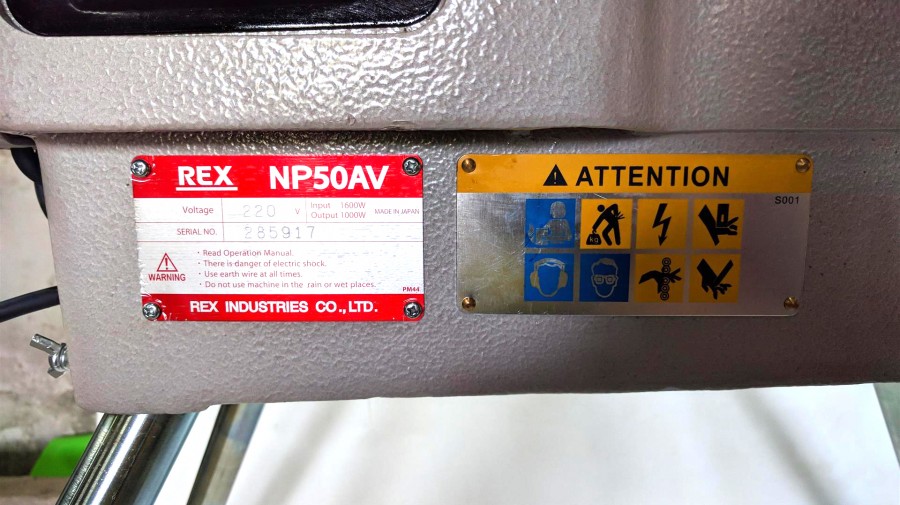 REX NP50AV
Voltage 220 V Input 1600W
Output 1000W MADE IN JAPAN
SERIAL NO. 285917
WARNING
・Read Operation Manual.
・There is danger of electric shock.
・Use earth wire at all times.
・Do not use machine in the rain or wet places.
PM44
REX INDUSTRIES CO., LTD.
ATTENTION
S001
kg